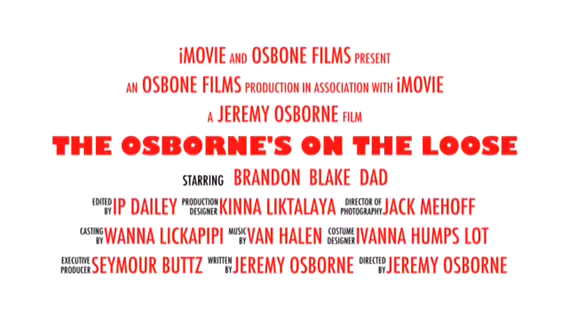 iMOVIE AND OSBONE FILMS PRESENT
AN OSBONE FILMS PRODUCTION IN ASSOCIATION WITH iMOVIE
A JEREMY OSBORNE FILM
THE OSBORNE'S ON THE LOOSE
STARRING BRANDON BLAKE DAD
EDITED BY IP DAILEY PRODUCTION DESIGNER KINNA LIKTALAYA DIRECTOR OF PHOTOGRAPHY JACK MEHOFF
CASTING BY WANNA LICKAPIPI MUSIC BY VAN HALEN COSTUME DESIGNER IVANNA HUMPS LOT
EXECUTIVE PRODUCER SEYMOUR BUTTZ WRITTEN BY JEREMY OSBORNE DIRECTED BY JEREMY OSBORNE